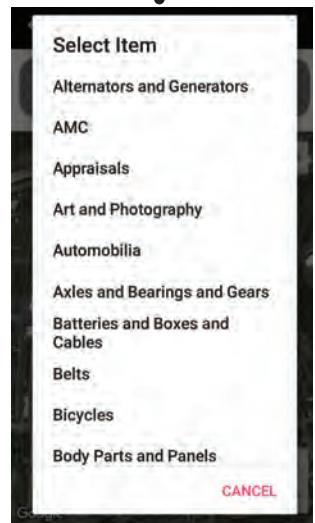 Select Item
Alternators and Generators
AMC
Appraisals
Art and Photography
Automobilia
Axles and Bearings and Gears
Batteries and Boxes and
Cables
Belts
Bicycles
Body Parts and Panels
CANCEL
Google